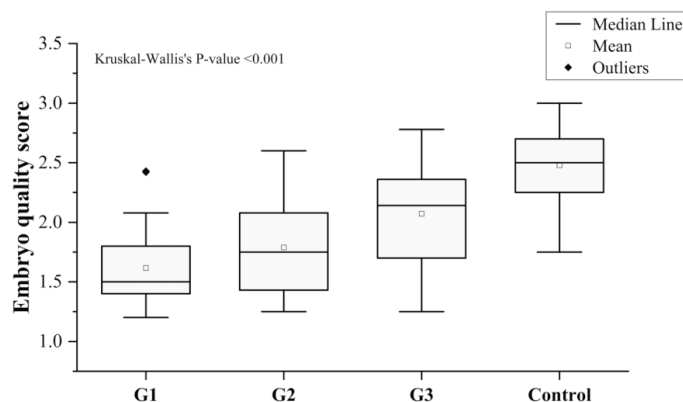 Median Line
Mean
Outliers
Kruskal-Wallis's P-value <0.001
Embryo quality score
3.5
3.0
2.5
2.0
1.5
1.0
G1
G2
G3
Control